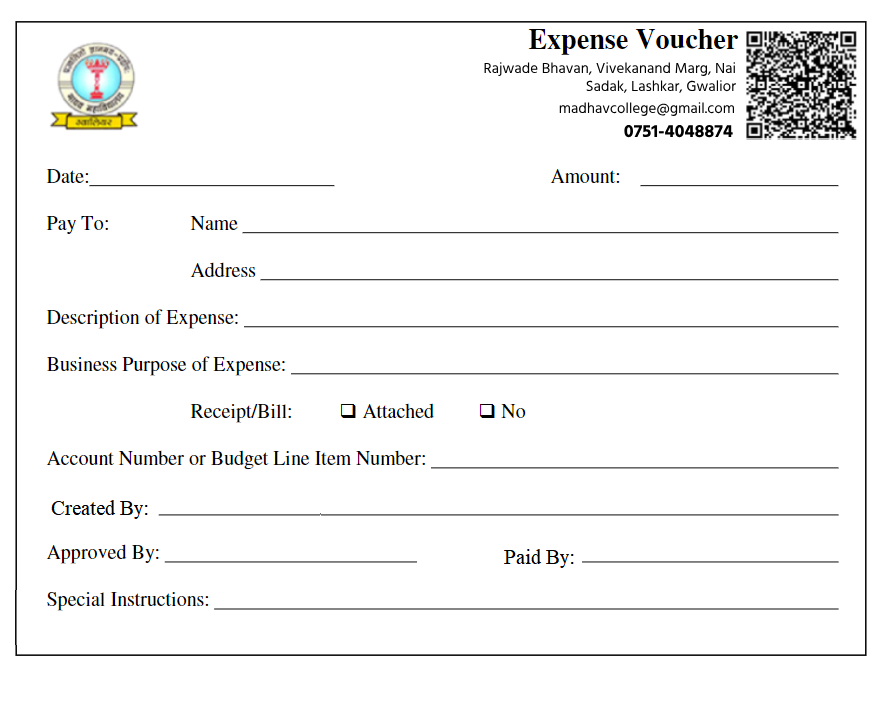 Expense Voucher
Rajwade Bhavan, Vivekanand Marg, Nai
Sadak, Lashkar, Gwalior
madhavcollege@gmail.com
0751-4048874
ग्वालियर
Date:
Amount:
Pay To: Name
Address
Description of Expense:
Business Purpose of Expense:
Receipt/Bill: ❑ Attached ❑ No
Account Number or Budget Line Item Number:
Created By:
Approved By:
Paid By:
Special Instructions: